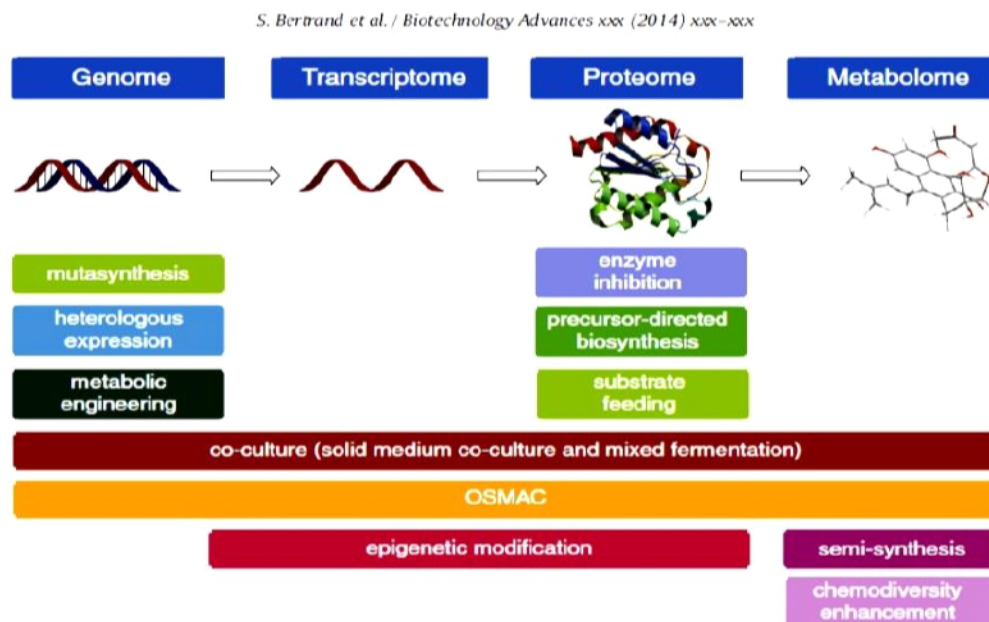 S. Bertrand et al. / Biotechnology Advances xxx (2014) xxx–xxx
Genome
Transcriptome
Proteome
Metabolome
mutasynthesis
heterologous
expression
metabolic
engineering
enzyme
inhibition
precursor-directed
biosynthesis
substrate
feeding
co-culture (solid medium co-culture and mixed fermentation)
OSMAC
epigenetic modification
semi-synthesis
chemodiversity
enhancement